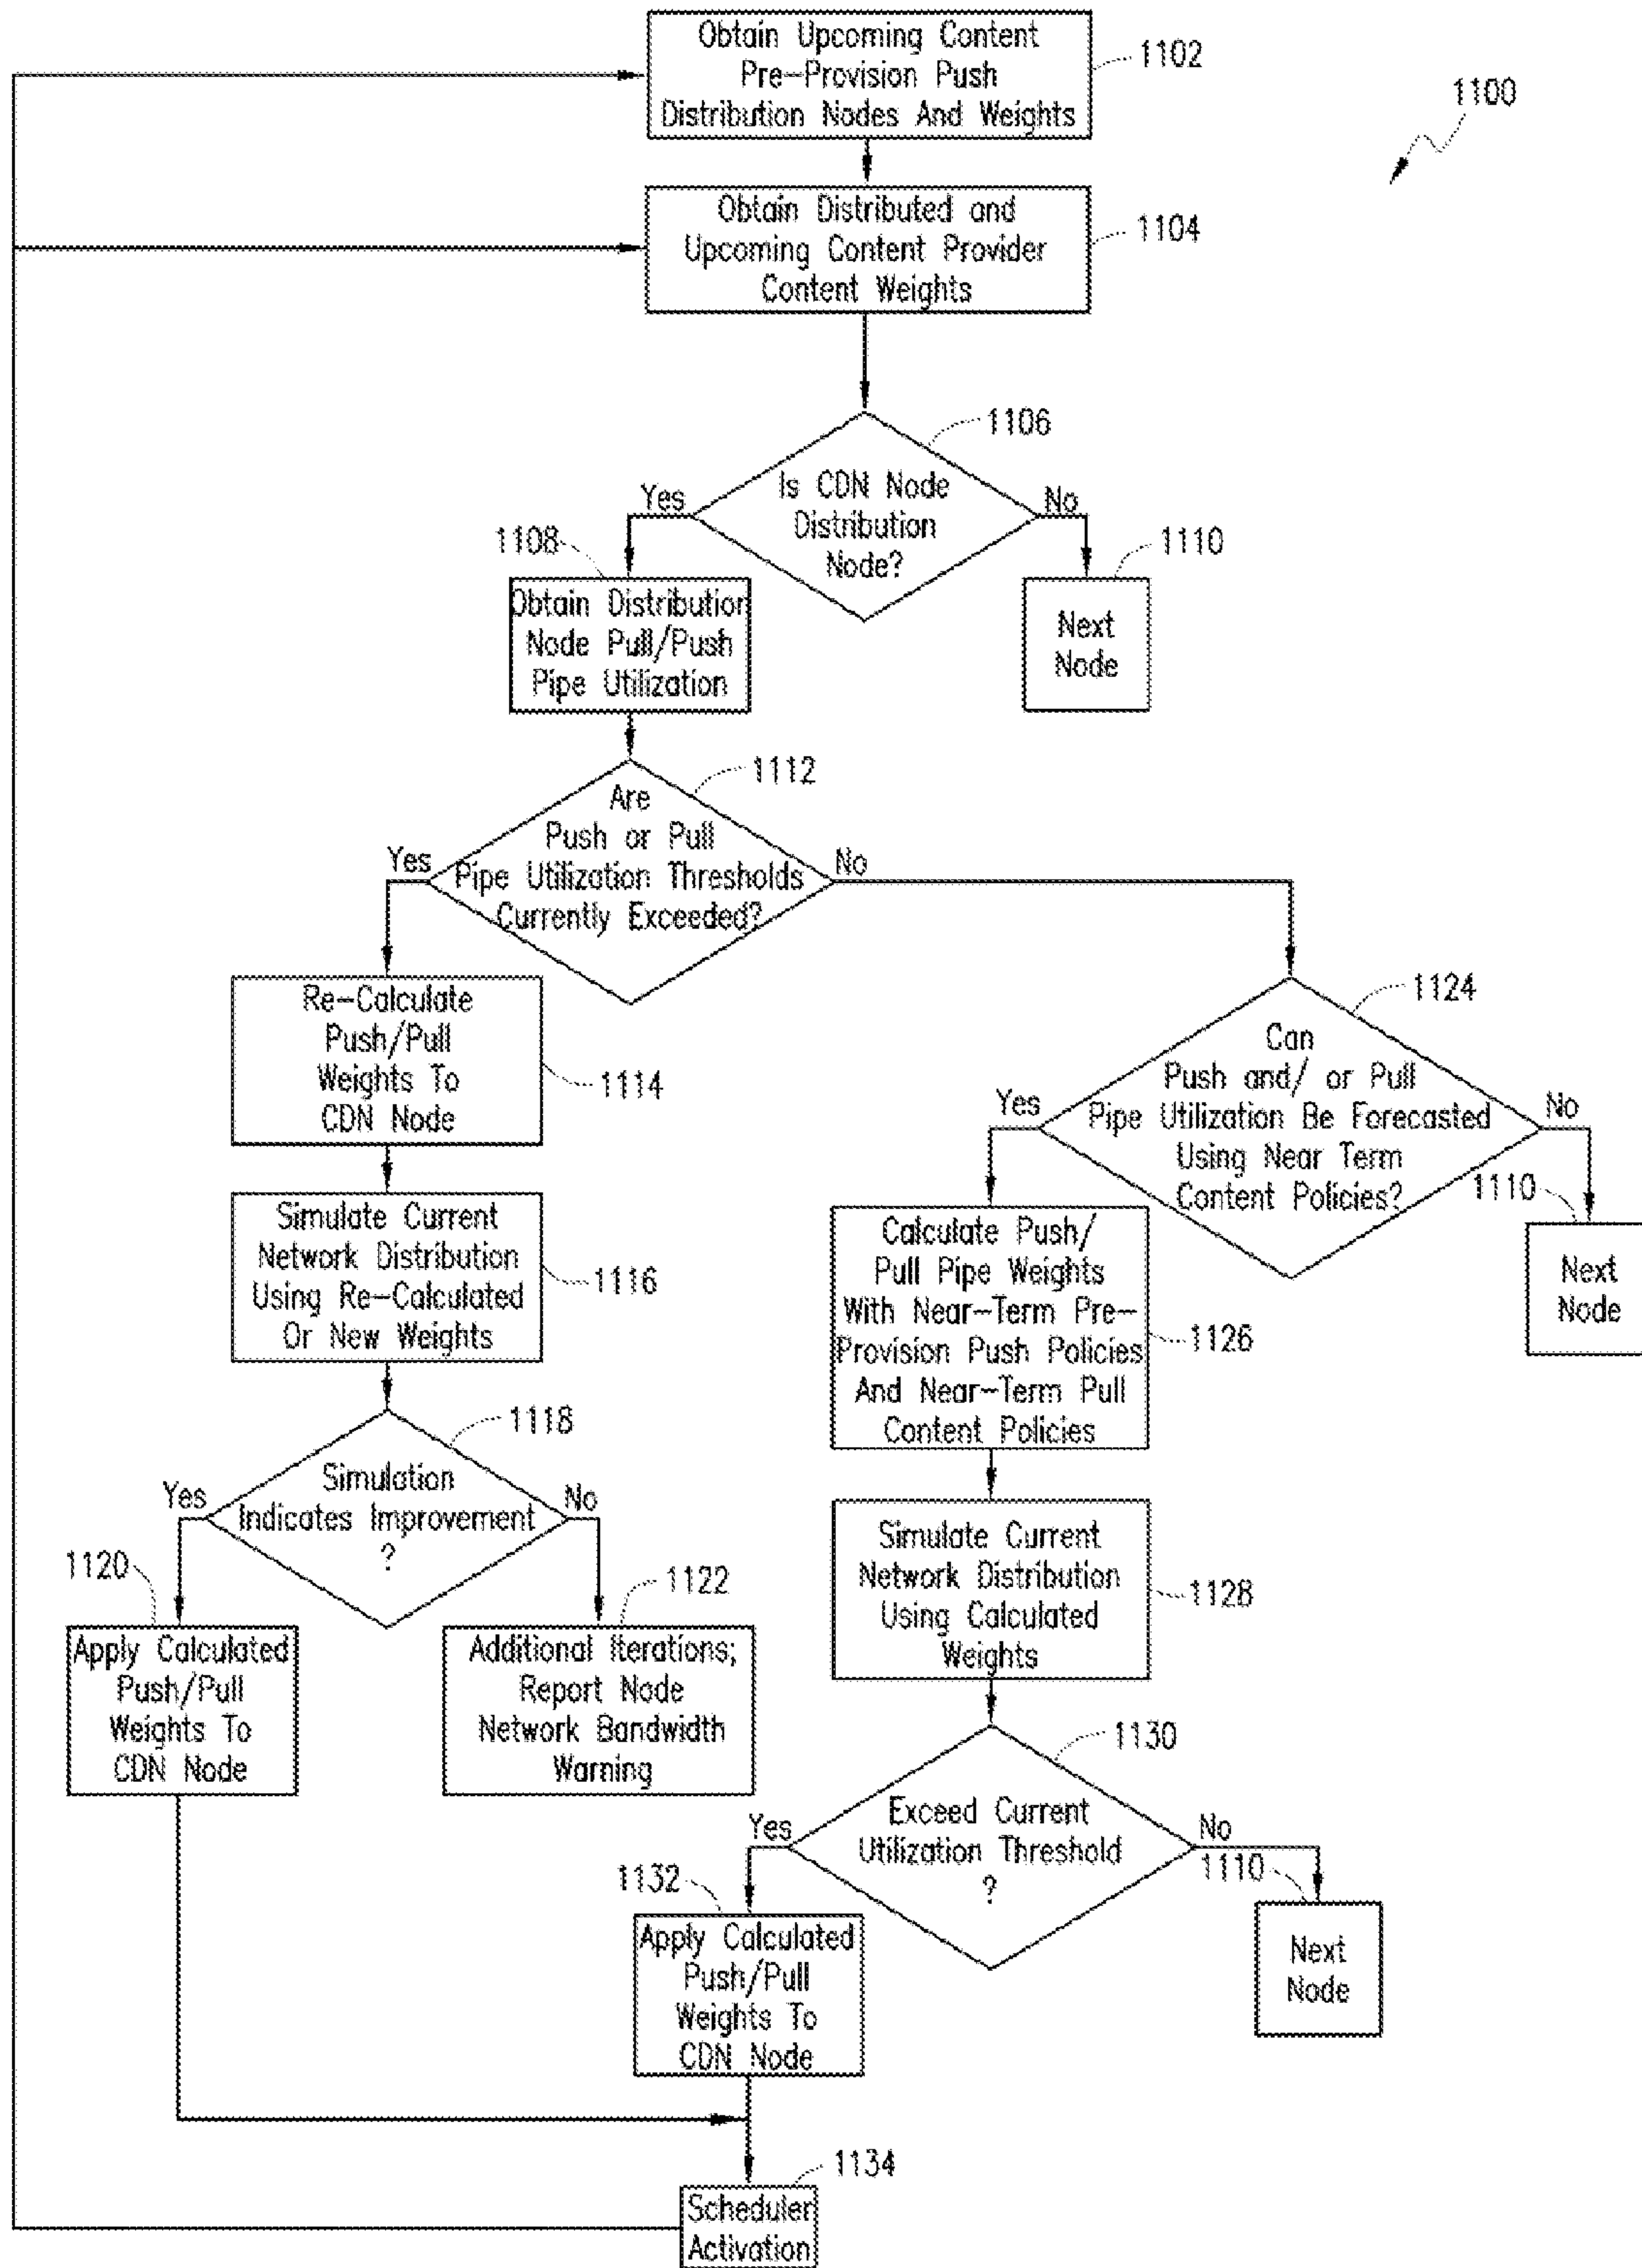 Obtain Upcoming Content
Pre-Provision Push
Distribution Nodes And Weights
1102
1100
Obtain Distributed and
Upcoming Content Provider
Content Weights
1104
1106
Is CDN Node
Distribution
Node?
Yes
No
1108
Obtain Distribution
Node Pull/Push
Pipe Utilization
1110
Next
Node
1112
Are
Push or Pull
Pipe Utilization Thresholds
Currently Exceeded?
Yes
No
Re-Calculate
Push/Pull
Weights To
CDN Node
1114
1124
Can
Push and/ or Pull
Pipe Utilization Be Forecasted
Using Near Term
Content Policies?
Yes
No
1110
Next
Node
Simulate Current
Network Distribution
Using Re-Calculated
Or New Weights
1116
Calculate Push/
Pull Pipe Weights
With Near-Term Pre-
Provision Push Policies
And Near-Term Pull
Content Policies
1126
1118
Simulation
Indicates Improvement
?
Yes
No
Simulate Current
Network Distribution
Using Calculated
Weights
1128
1120
Apply Calculated
Push/Pull
Weights To
CDN Node
1122
Additional Iterations;
Report Node
Network Bandwidth
Warning
1130
Exceed Current
Utilization Threshold
?
Yes
No
1132
Apply Calculated
Push/Pull
Weights To
CDN Node
1110
Next
Node
1134
Scheduler
Activation